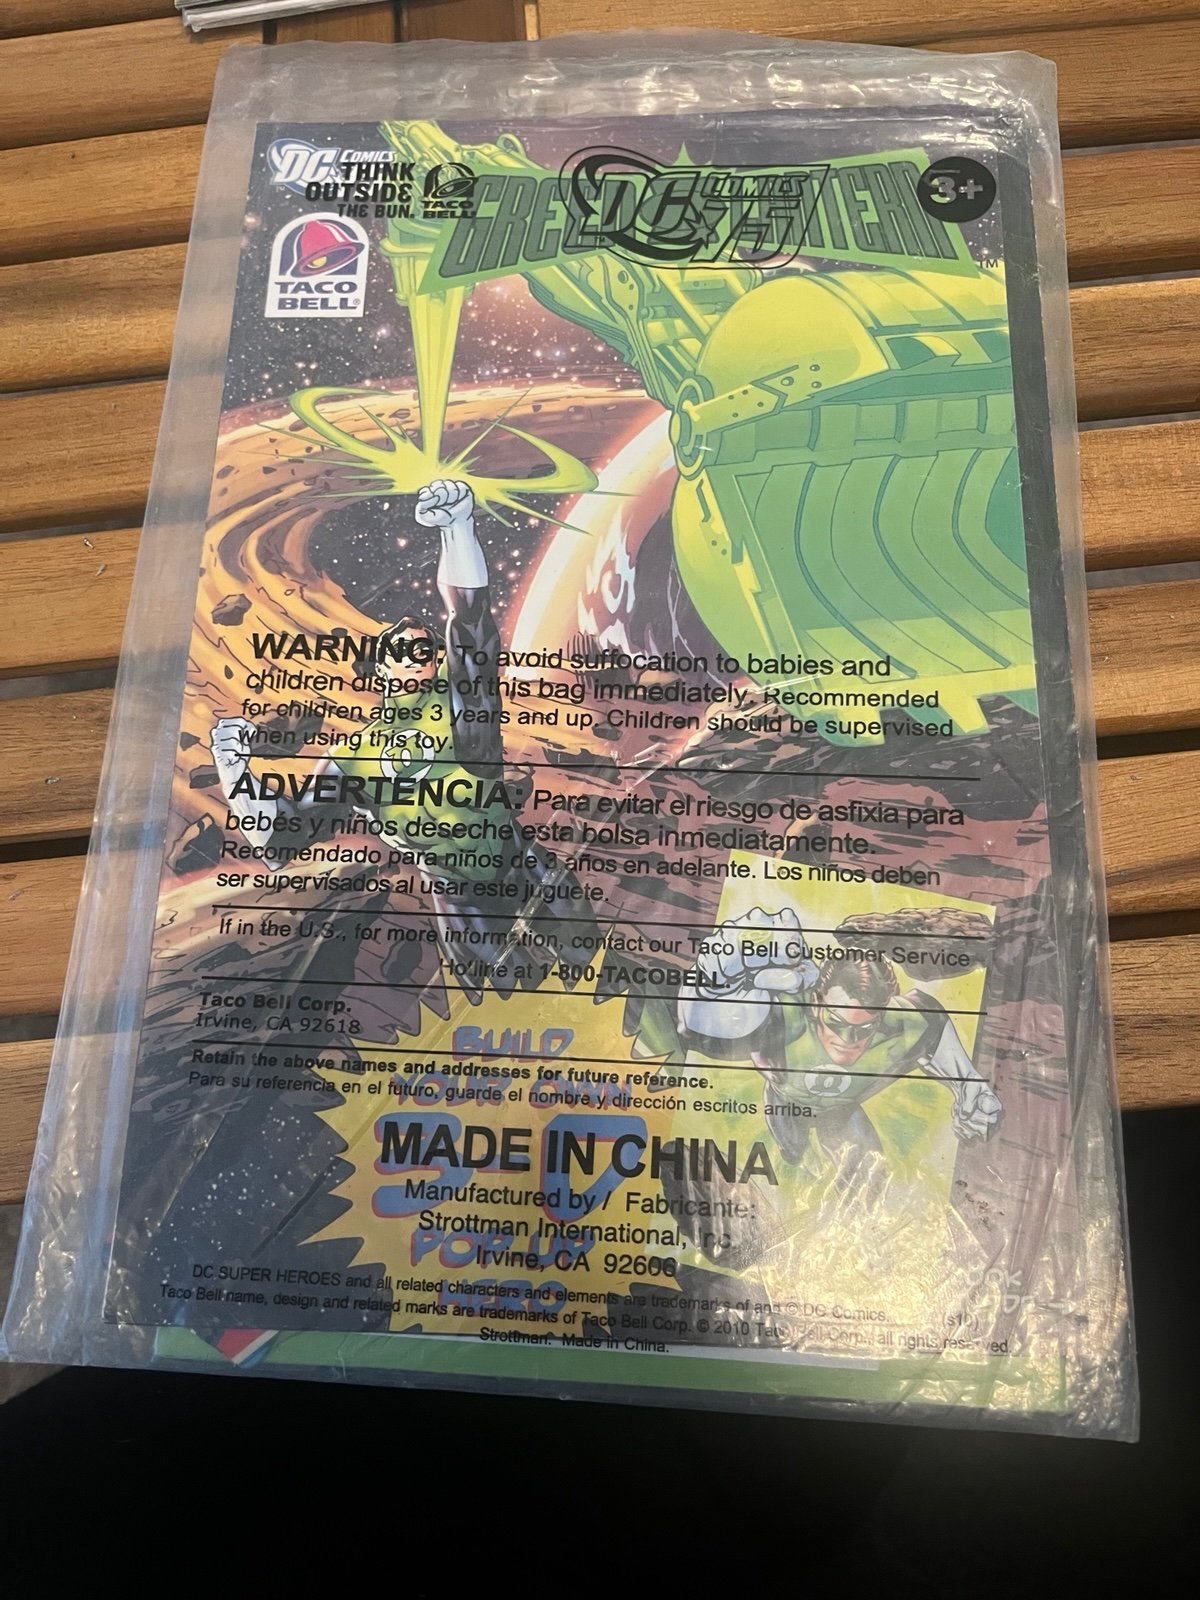 DC COMICS
THINK
OUTSIDE
THE BUN.
TACO
BELL
GREEN LANTERN
DC COMICS
75
3+
TM
TACO
BELL®
WARNING: To avoid suffocation to babies and
children dispose of this bag immediately. Recommended
for children ages 3 years and up. Children should be supervised
when using this toy.
ADVERTENCIA: Para evitar el riesgo de asfixia para
bebés y niños deseche esta bolsa inmediatamente.
Recomendado para niños de 3 años en adelante. Los niños deben
ser supervisados al usar este juguete.
If in the U.S., for more information, contact our Taco Bell Customer Service
Hotline at 1-800-TACOBELL.
Taco Bell Corp.
Irvine, CA 92618
Retain the above names and addresses for future reference.
Para su referencia en el futuro, guarde el nombre y dirección escritos arriba.
BUILD
YOUR OWN
3-D
POP UP
HERO
MADE IN CHINA
Manufactured by / Fabricante:
Strottman International, Inc.
Irvine, CA 92606
DC SUPER HEROES and all related characters and elements are trademarks of and © DC Comics. (s10)
Taco Bell name, design and related marks are trademarks of Taco Bell Corp. © 2010 Taco Bell Corp., all rights reserved.
Strottman. Made in China.